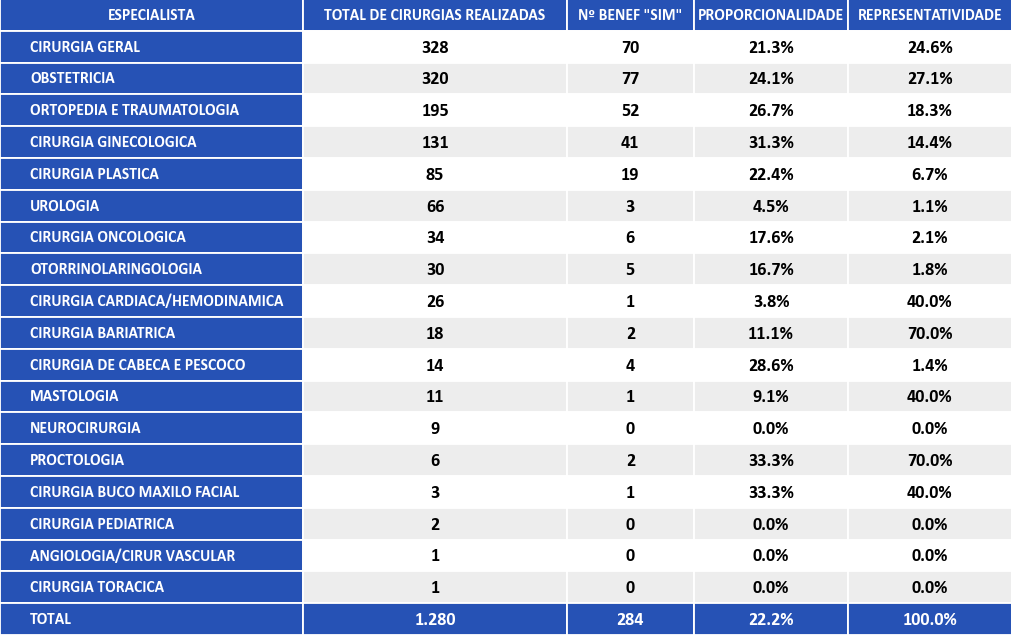 ESPECIALISTA TOTAL DE CIRURGIAS REALIZADAS Nº BENEF "SIM" PROPORCIONALIDADE REPRESENTATIVIDADE
CIRURGIA GERAL 328 70 21.3% 24.6%
OBSTETRICIA 320 77 24.1% 27.1%
ORTOPEDIA E TRAUMATOLOGIA 195 52 26.7% 18.3%
CIRURGIA GINECOLOGICA 131 41 31.3% 14.4%
CIRURGIA PLASTICA 85 19 22.4% 6.7%
UROLOGIA 66 3 4.5% 1.1%
CIRURGIA ONCOLOGICA 34 6 17.6% 2.1%
OTORRINOLARINGOLOGIA 30 5 16.7% 1.8%
CIRURGIA CARDIACA/HEMODINAMICA 26 1 3.8% 40.0%
CIRURGIA BARIATRICA 18 2 11.1% 70.0%
CIRURGIA DE CABECA E PESCOCO 14 4 28.6% 1.4%
MASTOLOGIA 11 1 9.1% 40.0%
NEUROCIRURGIA 9 0 0.0% 0.0%
PROCTOLOGIA 6 2 33.3% 70.0%
CIRURGIA BUCO MAXILO FACIAL 3 1 33.3% 40.0%
CIRURGIA PEDIATRICA 2 0 0.0% 0.0%
ANGIOLOGIA/CIRUR VASCULAR 1 0 0.0% 0.0%
CIRURGIA TORACICA 1 0 0.0% 0.0%
TOTAL 1.280 284 22.2% 100.0%